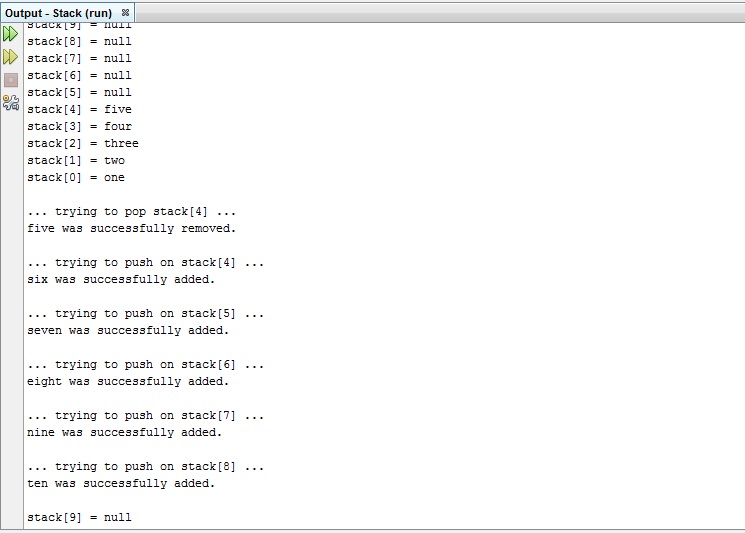 Output - Stack (run)
stack[9] = null
stack[8] = null
stack[7] = null
stack[6] = null
stack[5] = null
stack[4] = five
stack[3] = four
stack[2] = three
stack[1] = two
stack[0] = one
... trying to pop stack[4] ...
five was successfully removed.
... trying to push on stack[4] ...
six was successfully added.
... trying to push on stack[5] ...
seven was successfully added.
... trying to push on stack[6] ...
eight was successfully added.
... trying to push on stack[7] ...
nine was successfully added.
... trying to push on stack[8] ...
ten was successfully added.
stack[9] = null